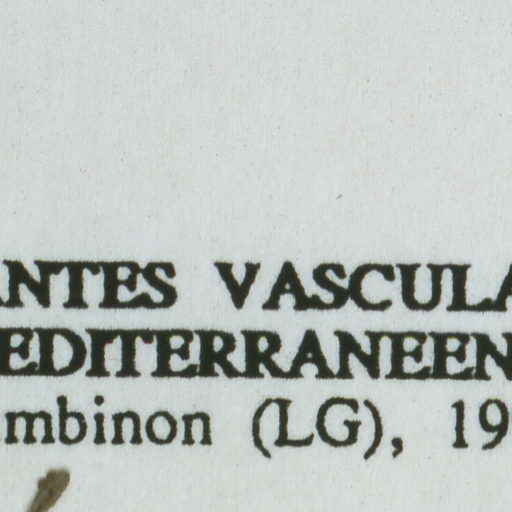 ANTES VASCULA
EDITERRANEEN
mbinon (LG), 19